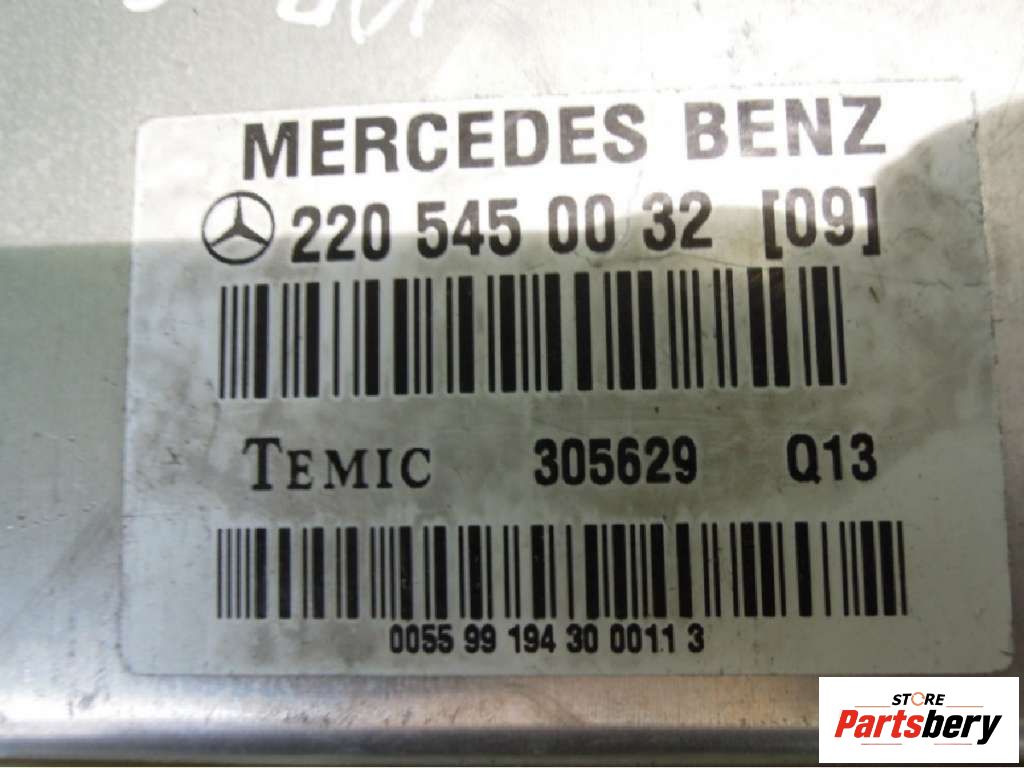 MERCEDES BENZ
220 545 00 32 [09]
TEMIC 305629 Q13
0055 99 194 30 0011 3
STORE
Partsbery